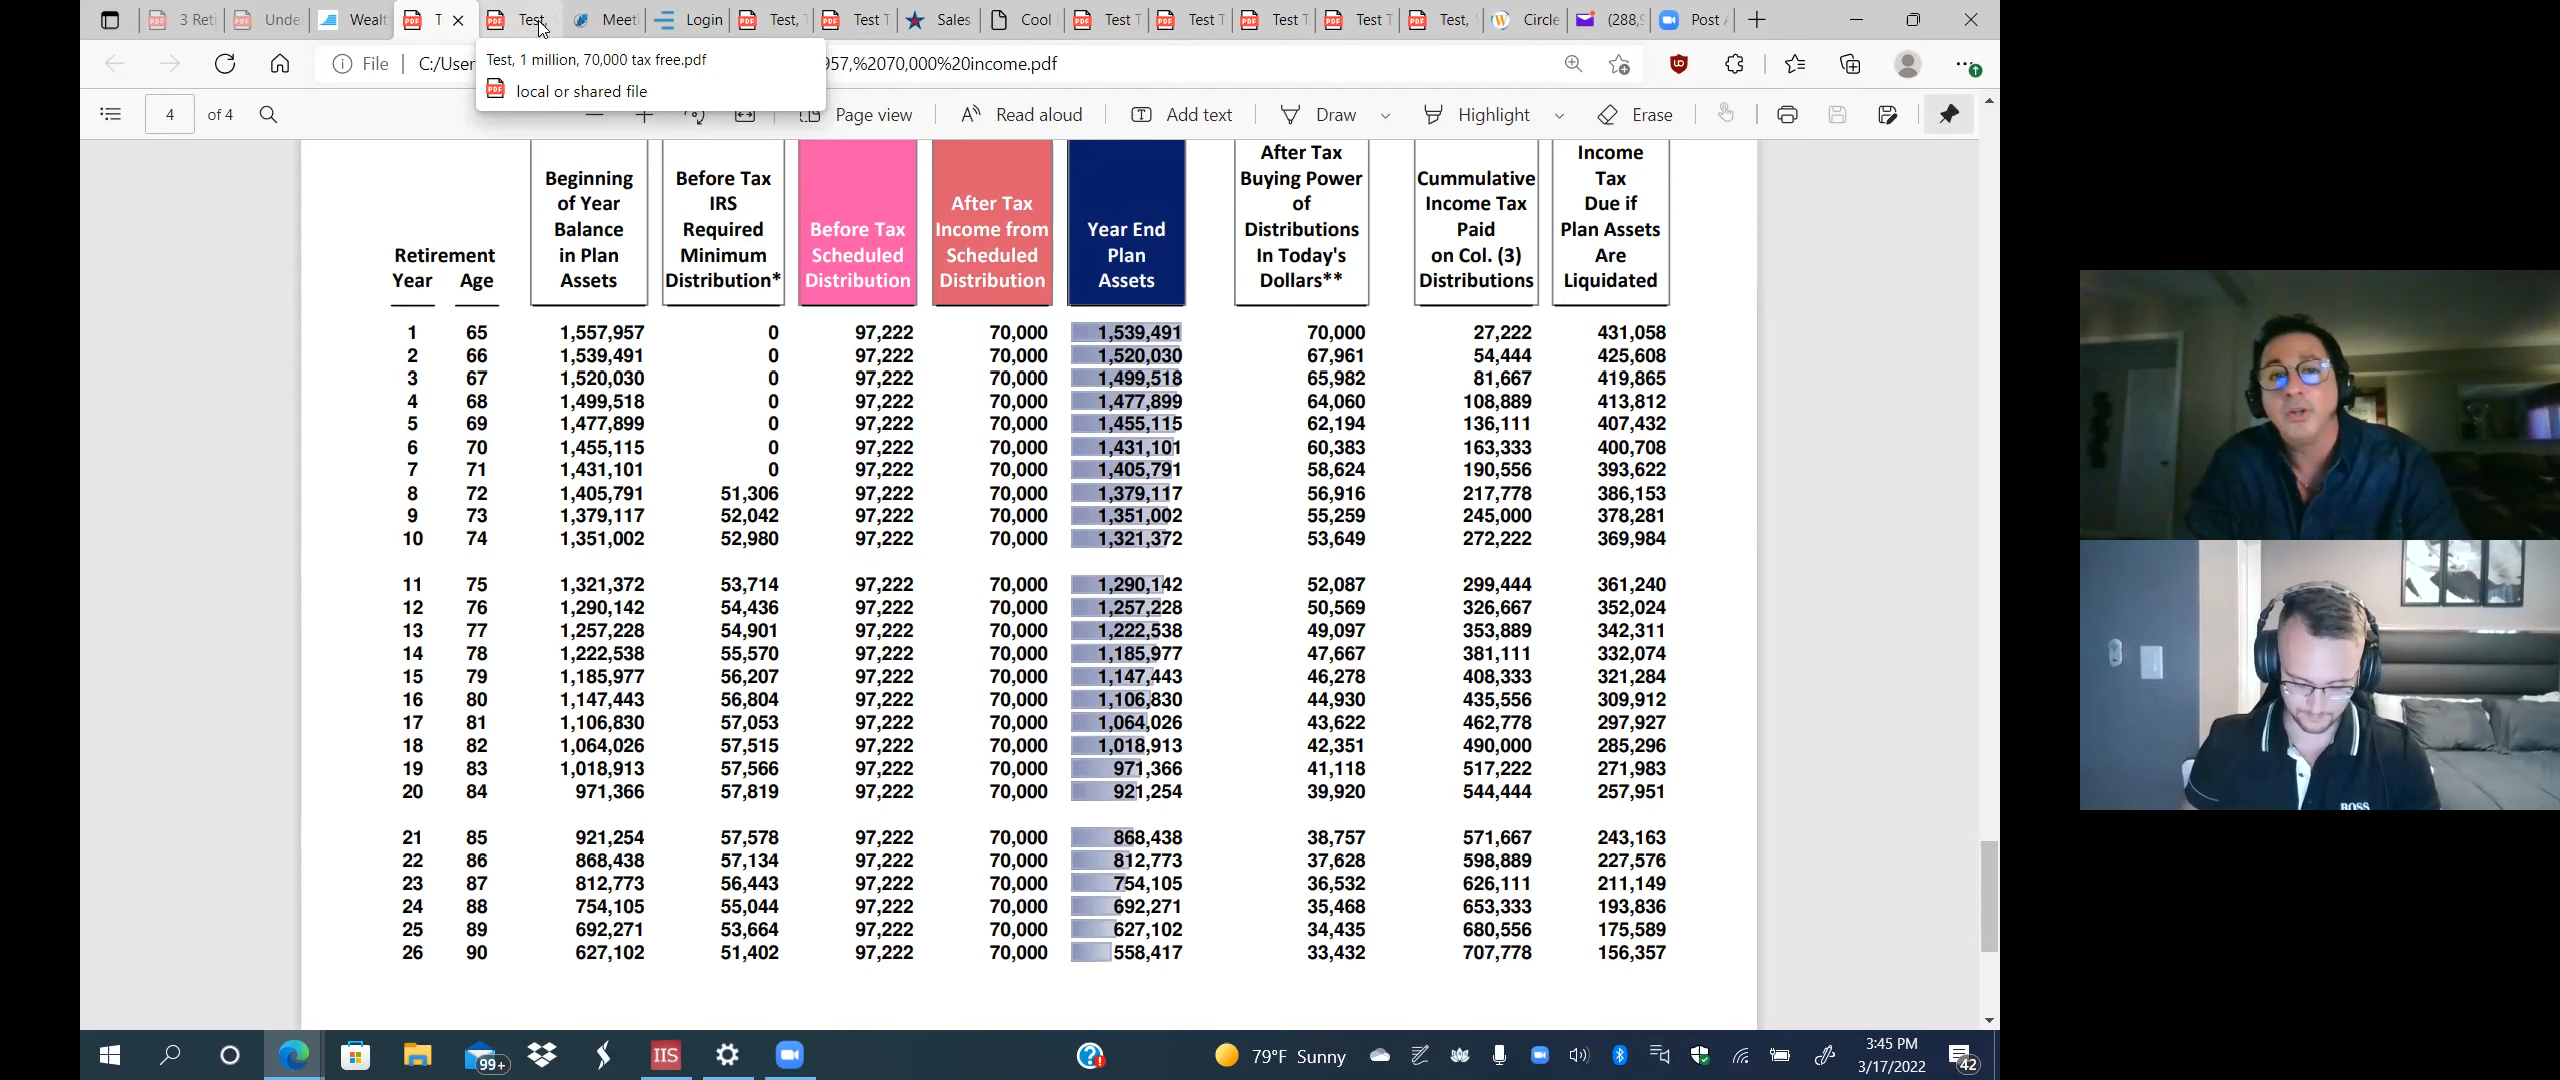 3 Reti
Unde
Wealt
T
Test,
Meeti
Login
Test,
Test T
Sales
Cool
Test T
Test T
Test T
Test T
Test,
Circle
(288,9
Post A
File
C:/User
957,%2070,000%20income.pdf
Test, 1 million, 70,000 tax free.pdf
local or shared file
4 of 4
Page view
Read aloud
Add text
Draw
Highlight
Erase
Retirement
Year Age
Beginning
of Year
Balance
in Plan
Assets
Before Tax
IRS
Required
Minimum
Distribution*
Before Tax
Scheduled
Distribution
After Tax
Income from
Scheduled
Distribution
Year End
Plan
Assets
After Tax
Buying Power
of
Distributions
In Today's
Dollars**
Cummulative
Income Tax
Paid
on Col. (3)
Distributions
Income
Tax
Due if
Plan Assets
Are
Liquidated
1 65 1,557,957 0 97,222 70,000 1,539,491 70,000 27,222 431,058
2 66 1,539,491 0 97,222 70,000 1,520,030 67,961 54,444 425,608
3 67 1,520,030 0 97,222 70,000 1,499,518 65,982 81,667 419,865
4 68 1,499,518 0 97,222 70,000 1,477,899 64,060 108,889 413,812
5 69 1,477,899 0 97,222 70,000 1,455,115 62,194 136,111 407,432
6 70 1,455,115 0 97,222 70,000 1,431,101 60,383 163,333 400,708
7 71 1,431,101 0 97,222 70,000 1,405,791 58,624 190,556 393,622
8 72 1,405,791 51,306 97,222 70,000 1,379,117 56,916 217,778 386,153
9 73 1,379,117 52,042 97,222 70,000 1,351,002 55,259 245,000 378,281
10 74 1,351,002 52,980 97,222 70,000 1,321,372 53,649 272,222 369,984
11 75 1,321,372 53,714 97,222 70,000 1,290,142 52,087 299,444 361,240
12 76 1,290,142 54,436 97,222 70,000 1,257,228 50,569 326,667 352,024
13 77 1,257,228 54,901 97,222 70,000 1,222,538 49,097 353,889 342,311
14 78 1,222,538 55,570 97,222 70,000 1,185,977 47,667 381,111 332,074
15 79 1,185,977 56,207 97,222 70,000 1,147,443 46,278 408,333 321,284
16 80 1,147,443 56,804 97,222 70,000 1,106,830 44,930 435,556 309,912
17 81 1,106,830 57,053 97,222 70,000 1,064,026 43,622 462,778 297,927
18 82 1,064,026 57,515 97,222 70,000 1,018,913 42,351 490,000 285,296
19 83 1,018,913 57,566 97,222 70,000 971,366 41,118 517,222 271,983
20 84 971,366 57,819 97,222 70,000 921,254 39,920 544,444 257,951
21 85 921,254 57,578 97,222 70,000 868,438 38,757 571,667 243,163
22 86 868,438 57,134 97,222 70,000 812,773 37,628 598,889 227,576
23 87 812,773 56,443 97,222 70,000 754,105 36,532 626,111 211,149
24 88 754,105 55,044 97,222 70,000 692,271 35,468 653,333 193,836
25 89 692,271 53,664 97,222 70,000 627,102 34,435 680,556 175,589
26 90 627,102 51,402 97,222 70,000 558,417 33,432 707,778 156,357
BOSS
99+
IIS
79°F Sunny
3:45 PM
3/17/2022
42